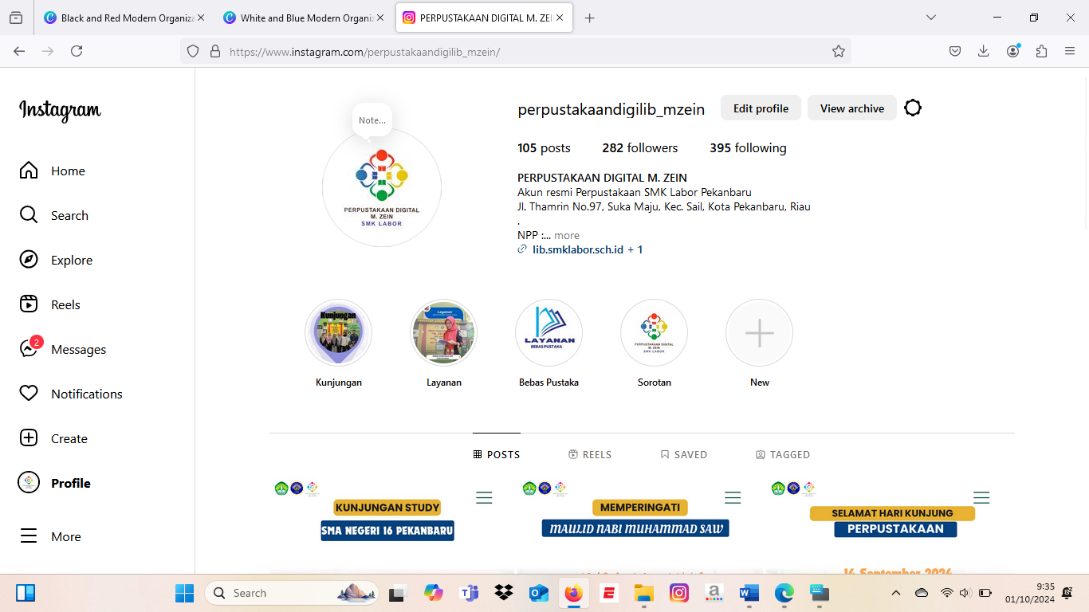 Black and Red Modern Organiz
White and Blue Modern Organi
PERPUSTAKAAN DIGITAL M. ZEI
https://www.instagram.com/perpustakaandigilib_mzein/
Instagram
Home
Search
Explore
Reels
2
Messages
Notifications
Create
Profile
More
Note...
PERPUSTAKAAN DIGITAL
M. ZEIN
SMK LABOR
perpustakaandigilib_mzein
Edit profile
View archive
105 posts 282 followers 395 following
PERPUSTAKAAN DIGITAL M. ZEIN
Akun resmi Perpustakaan SMK Labor Pekanbaru
Jl. Thamrin No.97, Suka Maju, Kec. Sail, Kota Pekanbaru, Riau
.
NPP :... more
lib.smklabor.sch.id + 1
Kunjungan
LAYANAN
BEBAS PUSTAKA
Kunjungan
Layanan
Bebas Pustaka
Sorotan
New
POSTS
REELS
SAVED
TAGGED
KUNJUNGAN STUDY
SMA NEGERI 16 PEKANBARU
MEMPERINGATI
MAULID NABI MUHAMMAD SAW
SELAMAT HARI KUNJUNG
PERPUSTAKAAN
Search
9:35
01/10/2024